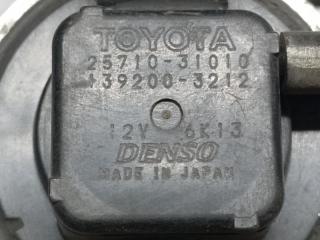 TOYOTA
25710-31010
139200-3212
12V 6K13
DENSO
MADE IN JAPAN